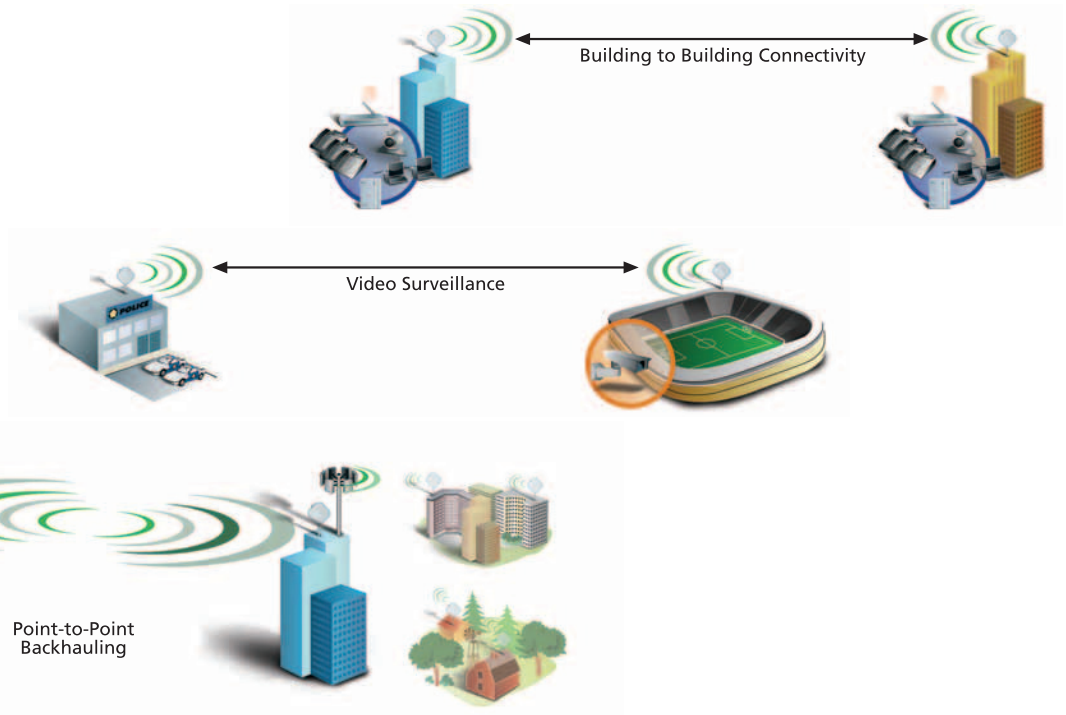 Building to Building Connectivity
POLICE
Video Surveillance
Point-to-Point
Backhauling